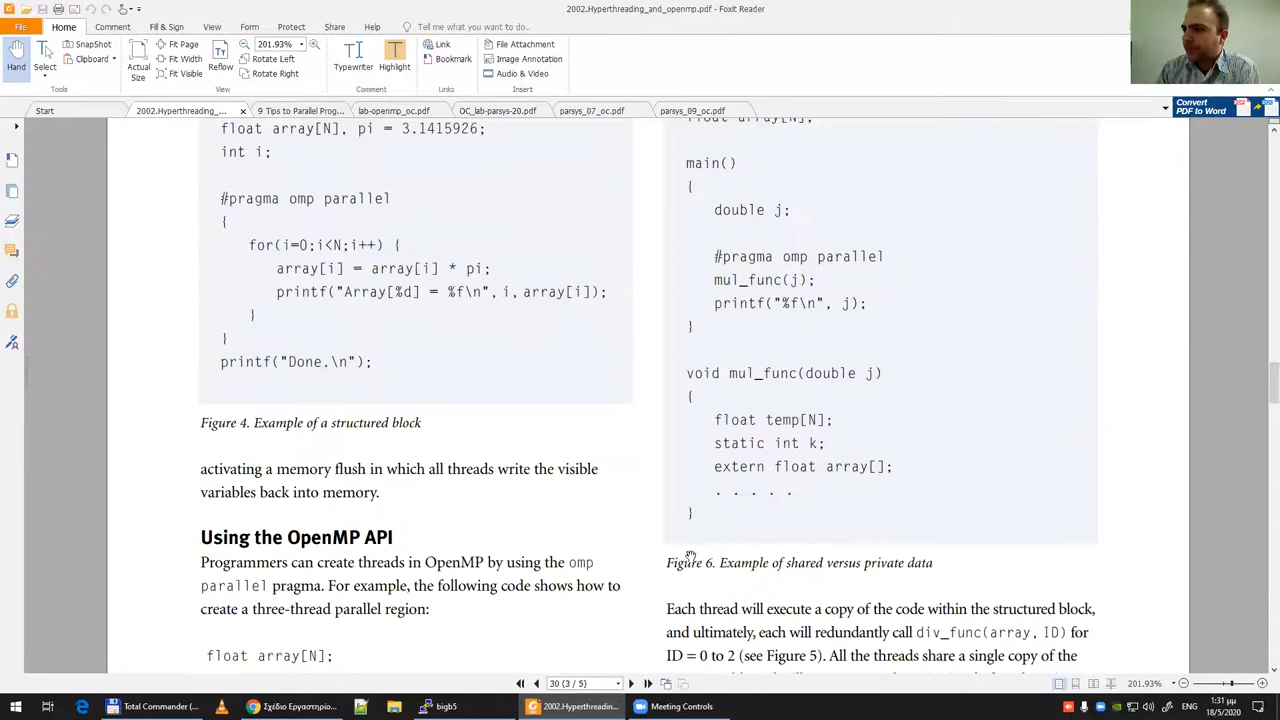 2002.Hyperthreading_and_openmp.pdf - Foxit Reader
File Home Comment Fill & Sign View Form Protect Share Help Tell me what you want to do..
Hand
Select
SnapShot
Clipboard
Tools
Actual Size
Fit Page
Fit Width
Fit Visible
Reflow
201.93%
Rotate Left
Rotate Right
View
Typewriter
Highlight
Comment
Link
Bookmark
Links
File Attachment
Image Annotation
Audio & Video
Insert
Start 2002.Hyperthreading_... 9 Tips to Parallel Prog... lab-openmp_oc.pdf OC_lab-parsys-20.pdf parsys_07_oc.pdf parsys_09_oc.pdf
Convert PDF to Word
float array[N], pi = 3.1415926;
int i;
#pragma omp parallel
{
for(i=0;i<N;i++) {
array[i] = array[i] * pi;
printf("Array[%d] = %f\n", i, array[i]);
}
}
printf("Done.\n");
Figure 4. Example of a structured block
activating a memory flush in which all threads write the visible
variables back into memory.
Using the OpenMP API
Programmers can create threads in OpenMP by using the omp
parallel pragma. For example, the following code shows how to
create a three-thread parallel region:
float array[N];
float array[N];
main()
{
double j;
#pragma omp parallel
mul_func(j);
printf("%f\n", j);
}
void mul_func(double j)
{
float temp[N];
static int k;
extern float array[];
. . . . .
}
Figure 6. Example of shared versus private data
Each thread will execute a copy of the code within the structured block,
and ultimately, each will redundantly call div_func(array, ID) for
ID = 0 to 2 (see Figure 5). All the threads share a single copy of the
30 (3 / 5)
201.93%
Total Commander (... Σχέδιο Εργαστηρίο... big5 2002.Hyperthreadin... Meeting Controls
ENG
1:31 μμ
18/5/2020